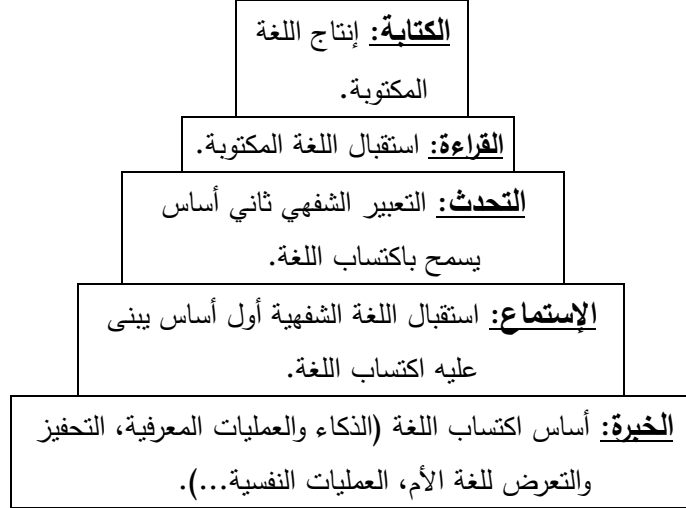 الكتابة: إنتاج اللغة
المكتوبة.
القراءة: استقبال اللغة المكتوبة.
التحدث: التعبير الشفهي ثاني أساس
يسمح باكتساب اللغة.
الإستماع: استقبال اللغة الشفهية أول أساس يبنى
عليه اكتساب اللغة.
الخبرة: أساس اكتساب اللغة (الذكاء والعمليات المعرفية، التحفيز
والتعرض للغة الأم، العمليات النفسية...).